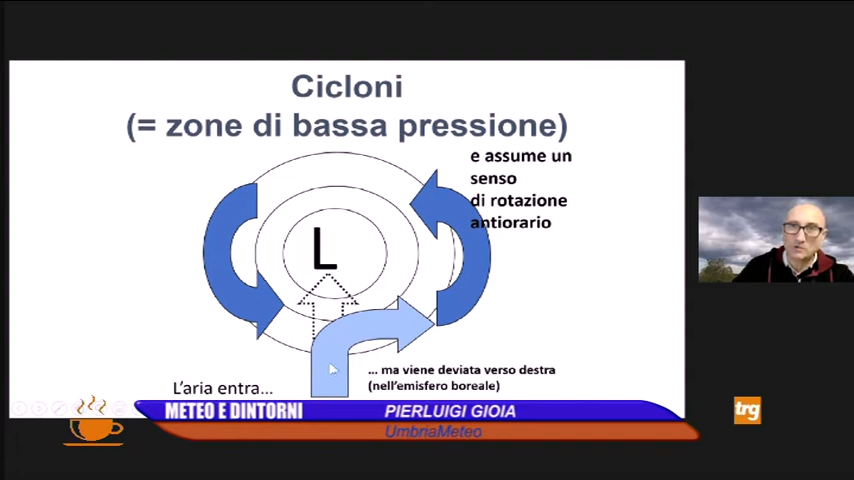 Cicloni
(= zone di bassa pressione)
e assume un
senso
di rotazione
antiorario
L
... ma viene deviata verso destra
(nell'emisfero boreale)
L'aria entra...
METEO E DINTORNI
PIERLUIGI GIOIA
UmbriaMeteo
trg